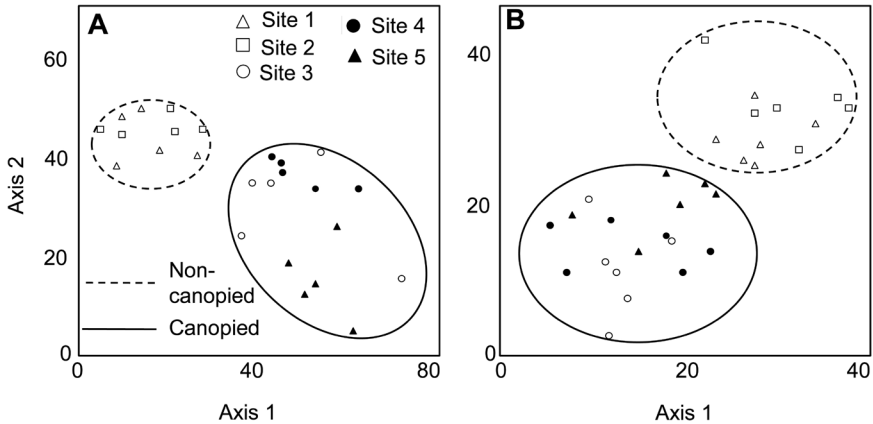 A
Site 1
Site 2
Site 3
Site 4
Site 5
B
60
40
20
0
Axis 2
Non-
canopied
Canopied
0
40
80
Axis 1
40
20
0
0
20
40
Axis 1